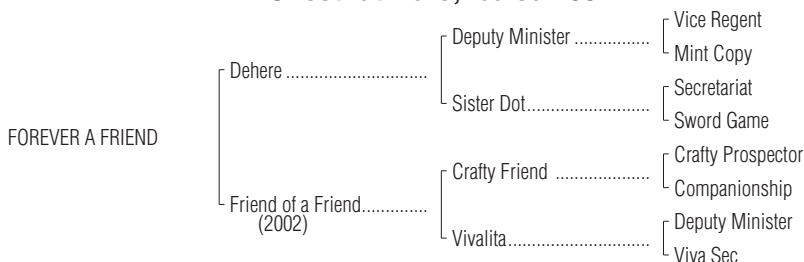 Vice Regent
Deputy Minister ................
Mint Copy
Dehere .............................
Secretariat
Sister Dot..........................
Sword Game
FOREVER A FRIEND
Crafty Prospector
Crafty Friend ....................
Companionship
Friend of a Friend..............
(2002)
Deputy Minister
Vivalita..............................
Viva Sec